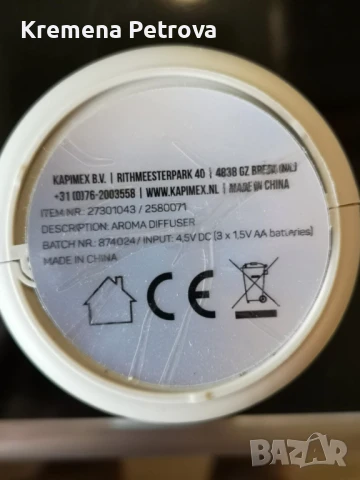 Kremena Petrova
KAPIMEX B.V. | RITHMEESTERPARK 40 | 4838 GZ BREDA (NL)
+31 (0)76-2003558 | WWW.KAPIMEX.NL | MADE IN CHINA
ITEM NR: 27301043 / 2580071
DESCRIPTION: AROMA DIFFUSER
BATCH NR: 874024/ INPUT: 4,5V DC (3 x 1,5V AA batteries)
MADE IN CHINA
CE
BAZAR